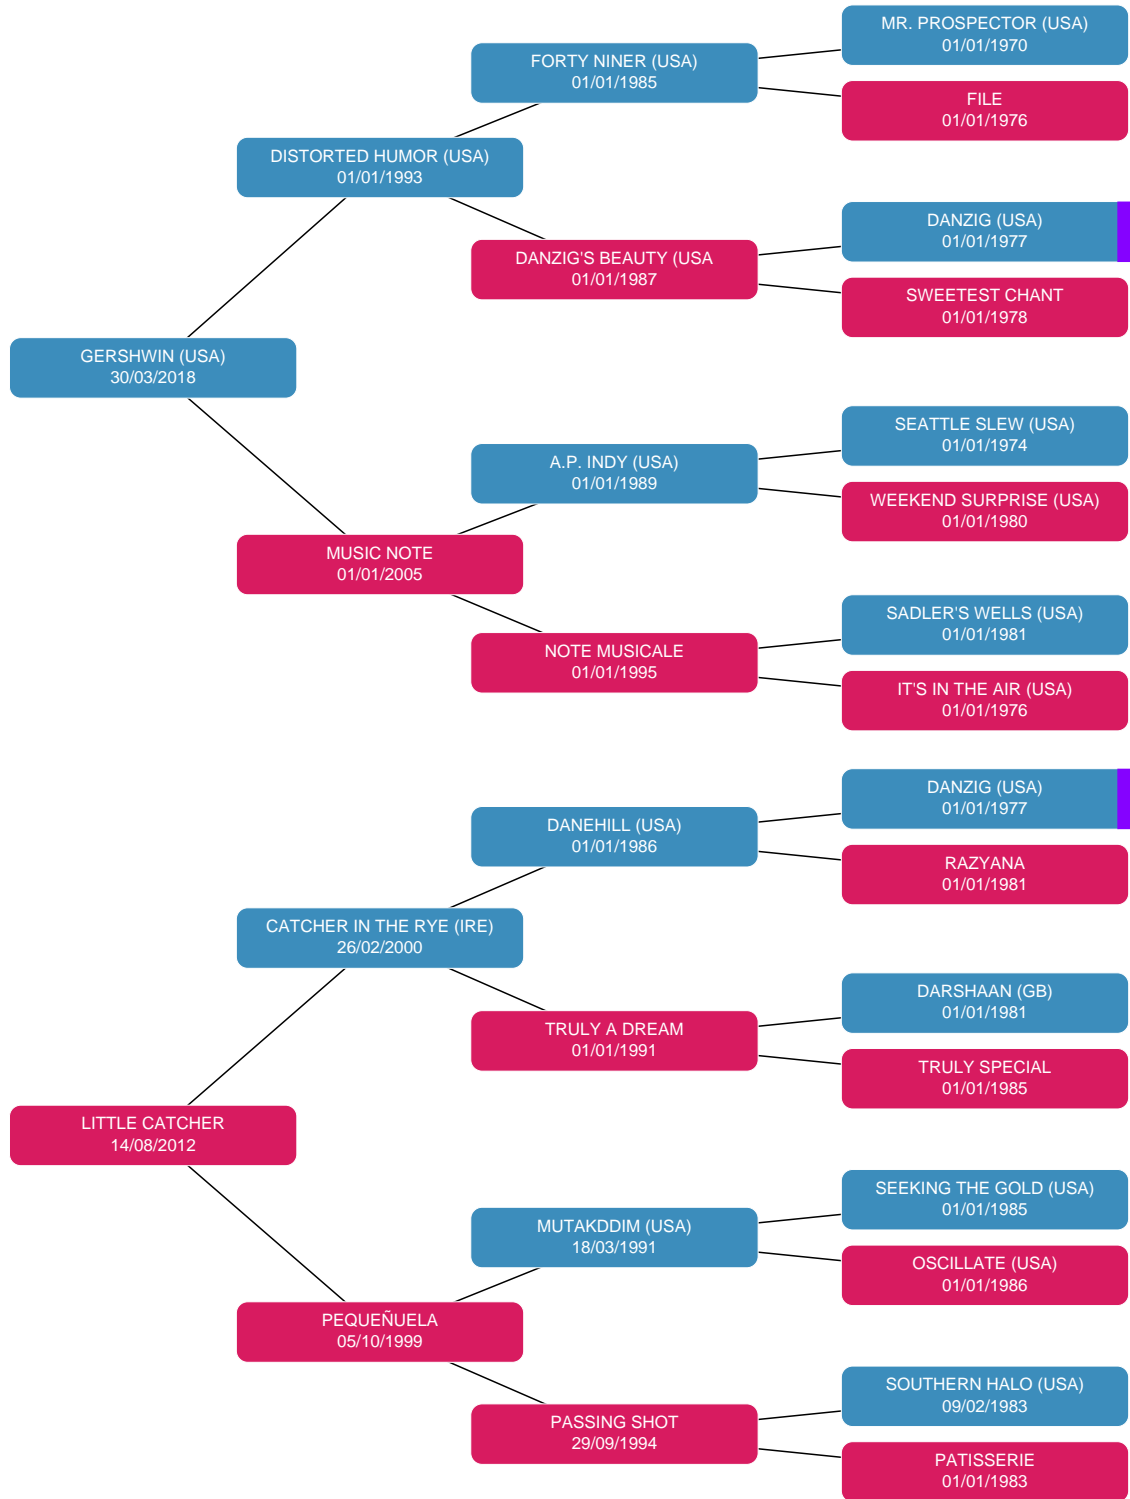 MR. PROSPECTOR (USA)
01/01/1970
FORTY NINER (USA)
01/01/1985
FILE
01/01/1976
DISTORTED HUMOR (USA)
01/01/1993
DANZIG (USA)
01/01/1977
DANZIG'S BEAUTY (USA
01/01/1987
SWEETEST CHANT
01/01/1978
GERSHWIN (USA)
30/03/2018
SEATTLE SLEW (USA)
01/01/1974
A.P. INDY (USA)
01/01/1989
WEEKEND SURPRISE (USA)
01/01/1980
MUSIC NOTE
01/01/2005
SADLER'S WELLS (USA)
01/01/1981
NOTE MUSICALE
01/01/1995
IT'S IN THE AIR (USA)
01/01/1976
DANZIG (USA)
01/01/1977
DANEHILL (USA)
01/01/1986
RAZYANA
01/01/1981
CATCHER IN THE RYE (IRE)
26/02/2000
DARSHAAN (GB)
01/01/1981
TRULY A DREAM
01/01/1991
TRULY SPECIAL
01/01/1985
LITTLE CATCHER
14/08/2012
SEEKING THE GOLD (USA)
01/01/1985
MUTAKDDIM (USA)
18/03/1991
OSCILLATE (USA)
01/01/1986
PEQUEÑUELA
05/10/1999
SOUTHERN HALO (USA)
09/02/1983
PASSING SHOT
29/09/1994
PATISSERIE
01/01/1983